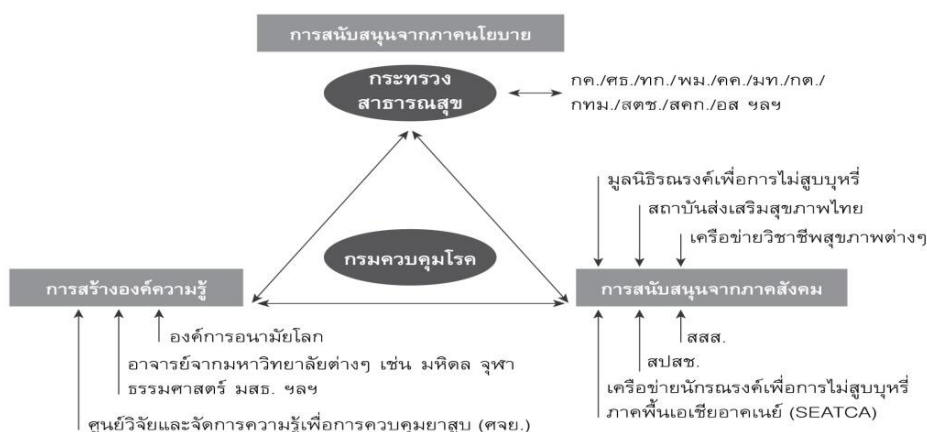 การสนับสนุนจากภาคนโยบาย
กระทรวง
สาธารณสุข
กค./ศธ./ทก./พม./คค./มท./กต./
กทม./สตช./สคก./อส ฯลฯ
มูลนิธิรณรงค์เพื่อการไม่สูบบุหรี่
สถาบันส่งเสริมสุขภาพไทย
เครือข่ายวิชาชีพสุขภาพต่างๆ
กรมควบคุมโรค
การสร้างองค์ความรู้
การสนับสนุนจากภาคสังคม
องค์การอนามัยโลก
อาจารย์จากมหาวิทยาลัยต่างๆ เช่น มหิดล จุฬา
ธรรมศาสตร์ มสธ. ฯลฯ
ศูนย์วิจัยและจัดการความรู้เพื่อการควบคุมยาสูบ (ศจย.)
สสส.
สปสช.
เครือข่ายนักรณรงค์เพื่อการไม่สูบบุหรี่
ภาคพื้นเอเชียอาคเนย์ (SEATCA)